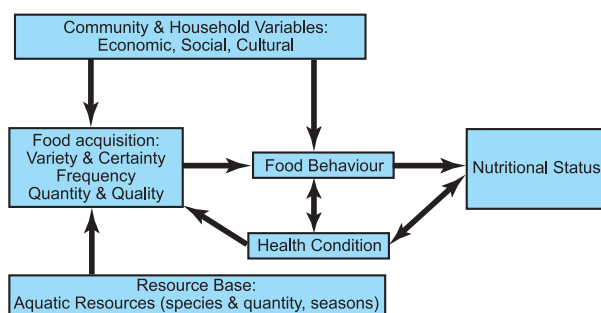 Community & Household Variables:
Economic, Social, Cultural
Food acquisition:
Variety & Certainty
Frequency
Quantity & Quality
Food Behaviour
Nutritional Status
Health Condition
Resource Base:
Aquatic Resources (species & quantity, seasons)